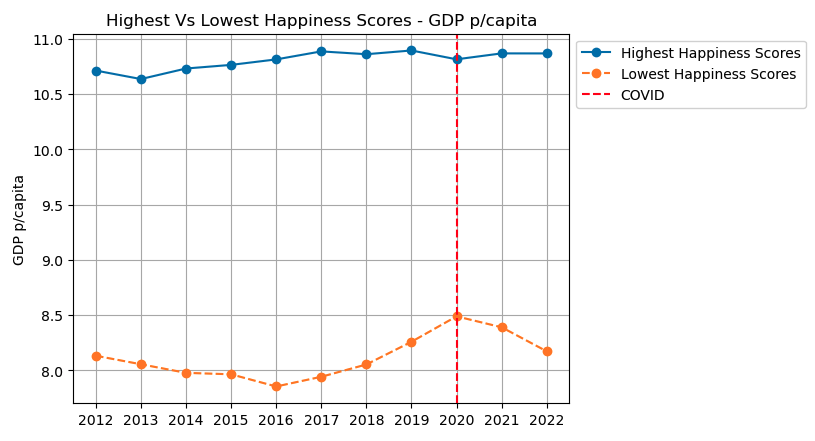 Highest Vs Lowest Happiness Scores - GDP p/capita
11.0
10.5
10.0
9.5
9.0
8.5
8.0
GDP p/capita
2012 2013 2014 2015 2016 2017 2018 2019 2020 2021 2022
Highest Happiness Scores
Lowest Happiness Scores
COVID